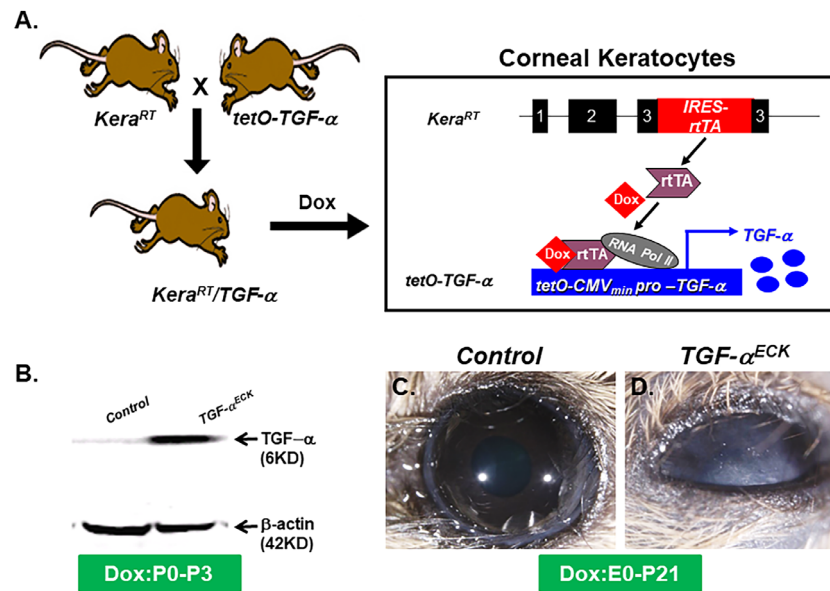 A.
X
Kera^RT
tetO-TGF-α
Dox
Kera^RT/TGF-α
Corneal Keratocytes
Kera^RT
1
2
3
IRES-
rtTA
3
rtTA
Dox
Dox
rtTA
RNA Pol II
TGF-α
tetO-TGF-α
tetO-CMV_min pro –TGF-α
B.
Control
TGF-α^ECK
TGF–α
(6KD)
β-actin
(42KD)
Dox:P0-P3
Control
TGF-α^ECK
C.
D.
Dox:E0-P21